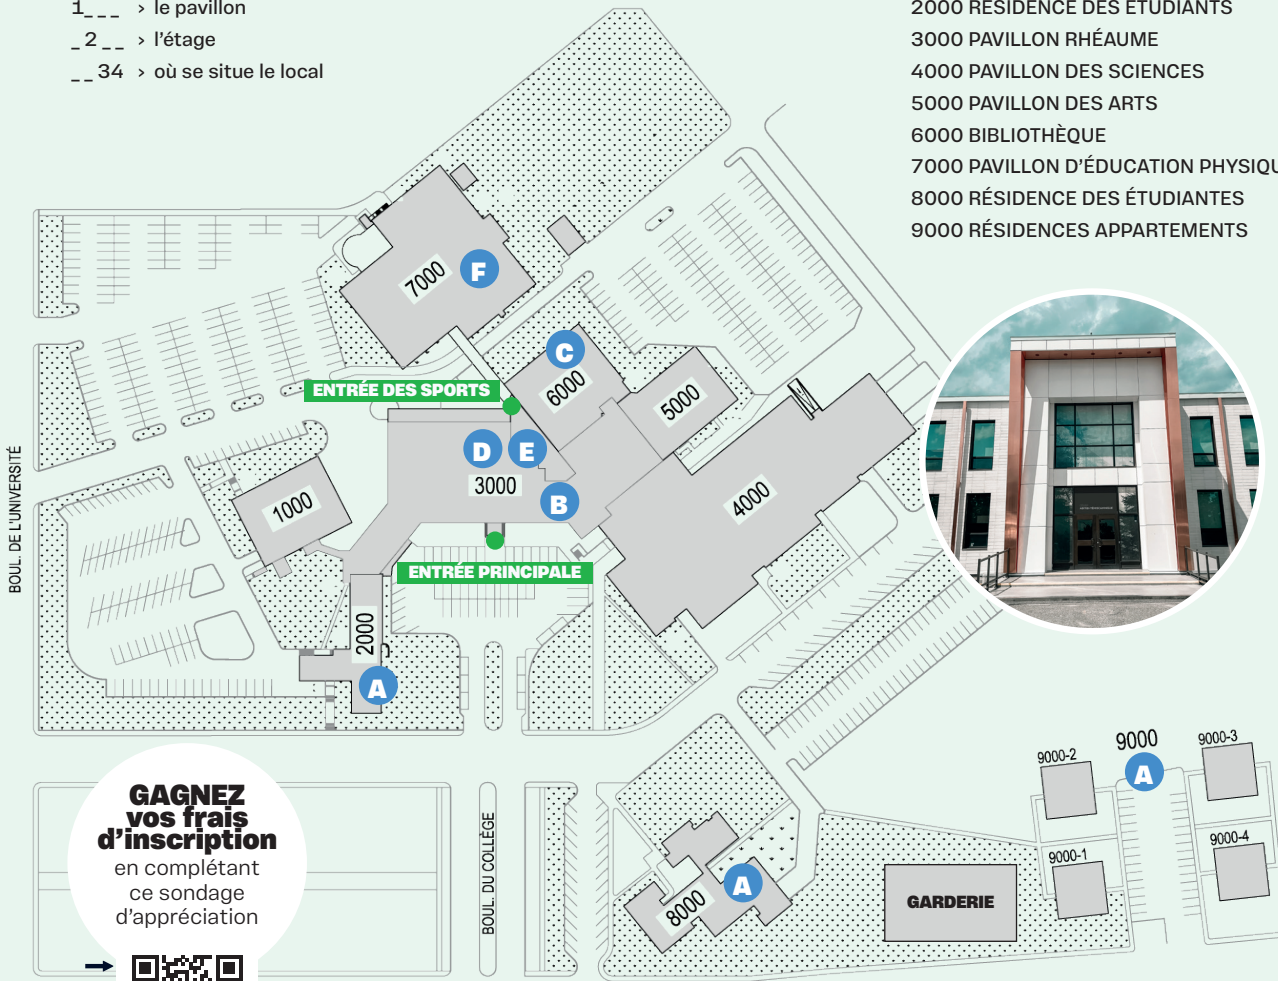 1___ › le pavillon
_2__ › l'étage
__34 › où se situe le local
2000 RÉSIDENCE DES ÉTUDIANTS
3000 PAVILLON RHÉAUME
4000 PAVILLON DES SCIENCES
5000 PAVILLON DES ARTS
6000 BIBLIOTHÈQUE
7000 PAVILLON D'ÉDUCATION PHYSIQU
8000 RÉSIDENCE DES ÉTUDIANTES
9000 RÉSIDENCES APPARTEMENTS
7000
F
C
6000
5000
ENTRÉE DES SPORTS
D
E
3000
B
1000
4000
ENTRÉE PRINCIPALE
2000
A
BOUL. DE L'UNIVERSITÉ
GAGNEZ
vos frais
d'inscription
en complétant
ce sondage
d'appréciation
BOUL. DU COLLÈGE
8000
A
GARDERIE
9000
A
9000-2
9000-3
9000-1
9000-4